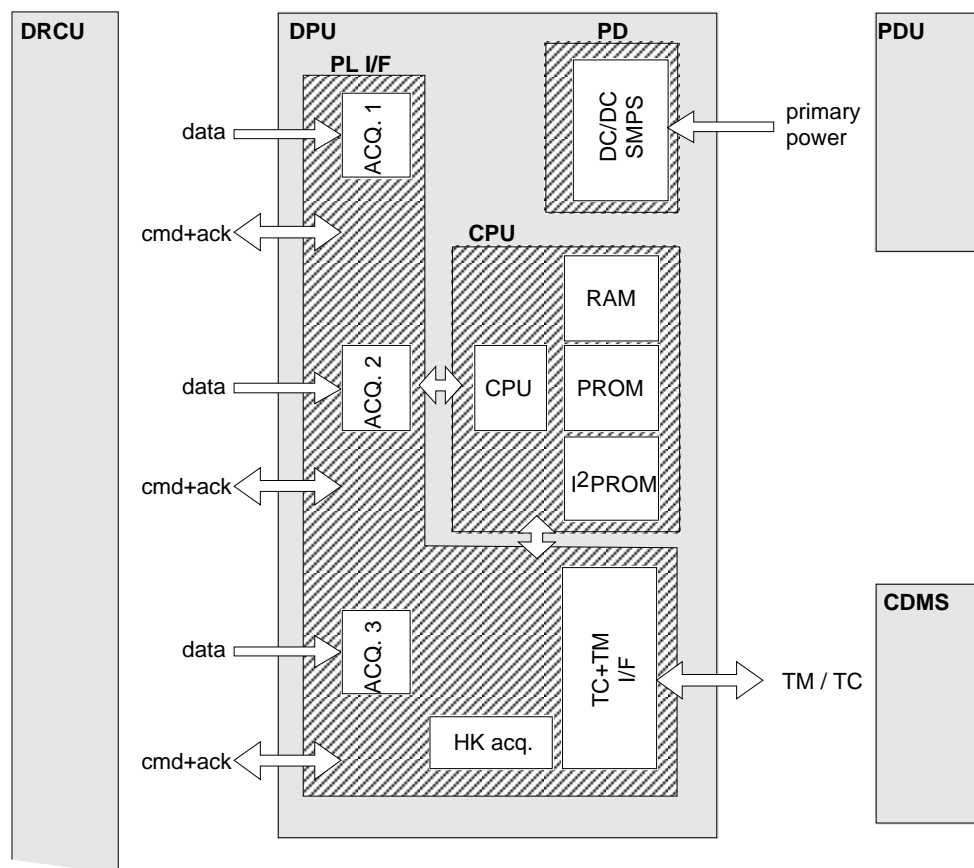 DRCU
DPU
PD
PDU
PL I/F
ACQ. 1
DC/DC
SMPS
data
primary
power
cmd+ack
CPU
RAM
ACQ. 2
data
CPU
PROM
I²PROM
cmd+ack
CDMS
ACQ. 3
data
TC+TM
I/F
TM / TC
HK acq.
cmd+ack